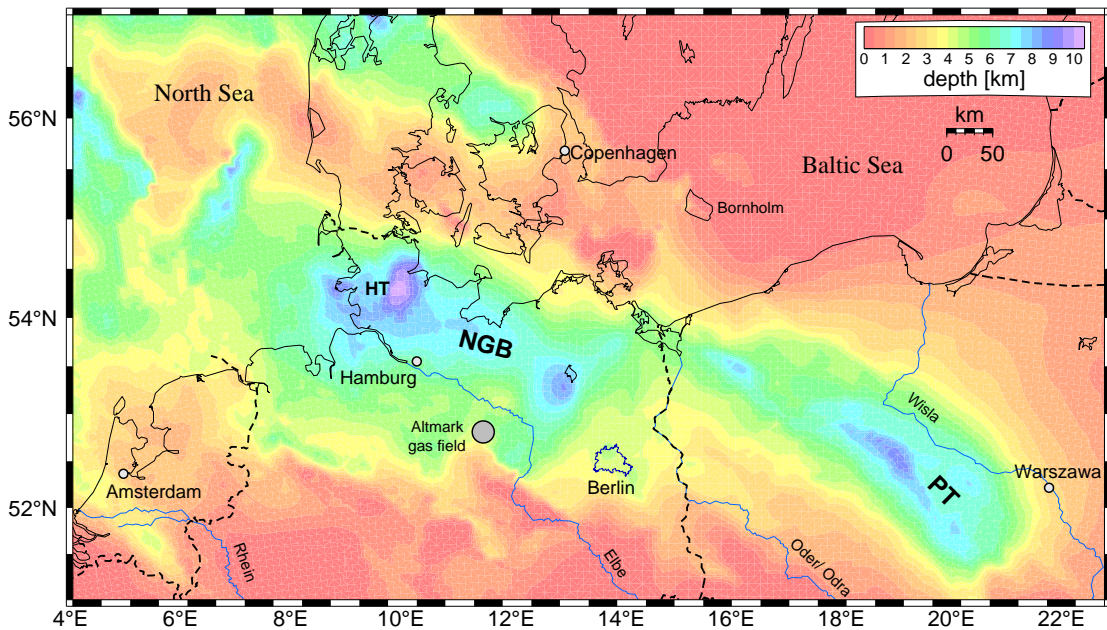 0 1 2 3 4 5 6 7 8 9 10
depth [km]
North Sea
km
0 50
56°N
Copenhagen
Baltic Sea
Bornholm
HT
54°N
NGB
Hamburg
Wisla
Altmark
gas field
Warszawa
PT
Amsterdam
Berlin
52°N
Rhein
Elbe
Oder/ Odra
4°E 6°E 8°E 10°E 12°E 14°E 16°E 18°E 20°E 22°E